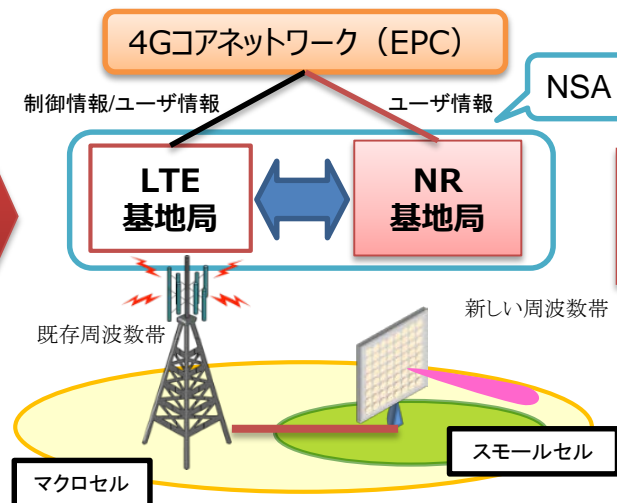 4Gコアネットワーク（EPC）
制御情報/ユーザ情報
ユーザ情報
NSA
LTE
基地局
NR
基地局
新しい周波数帯
既存周波数帯
スモールセル
マクロセル